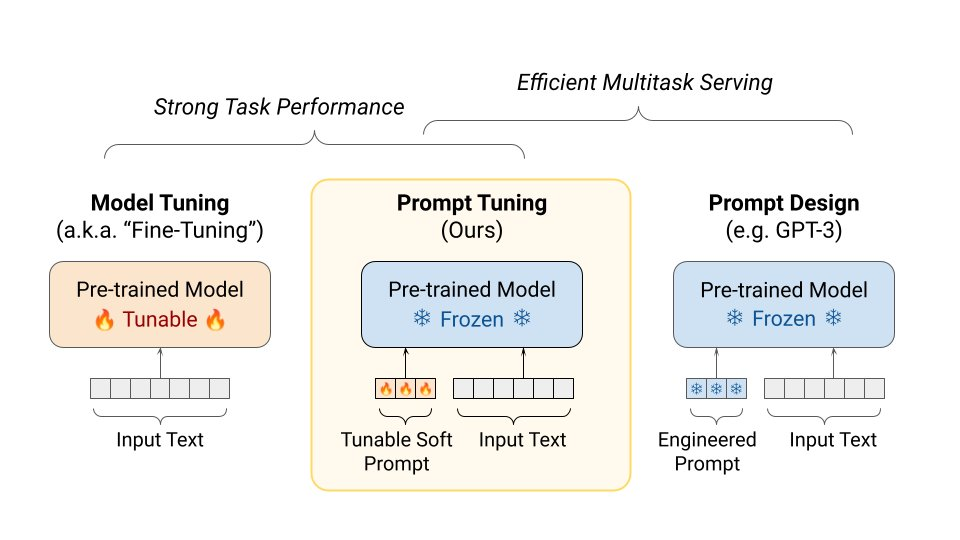 Efficient Multitask Serving
Strong Task Performance
Model Tuning
(a.k.a. “Fine-Tuning”)
Pre-trained Model
🔥 Tunable 🔥
Input Text
Prompt Tuning
(Ours)
Pre-trained Model
❄ Frozen ❄
Tunable Soft
Prompt
Input Text
Prompt Design
(e.g. GPT-3)
Pre-trained Model
❄ Frozen ❄
Engineered
Prompt
Input Text